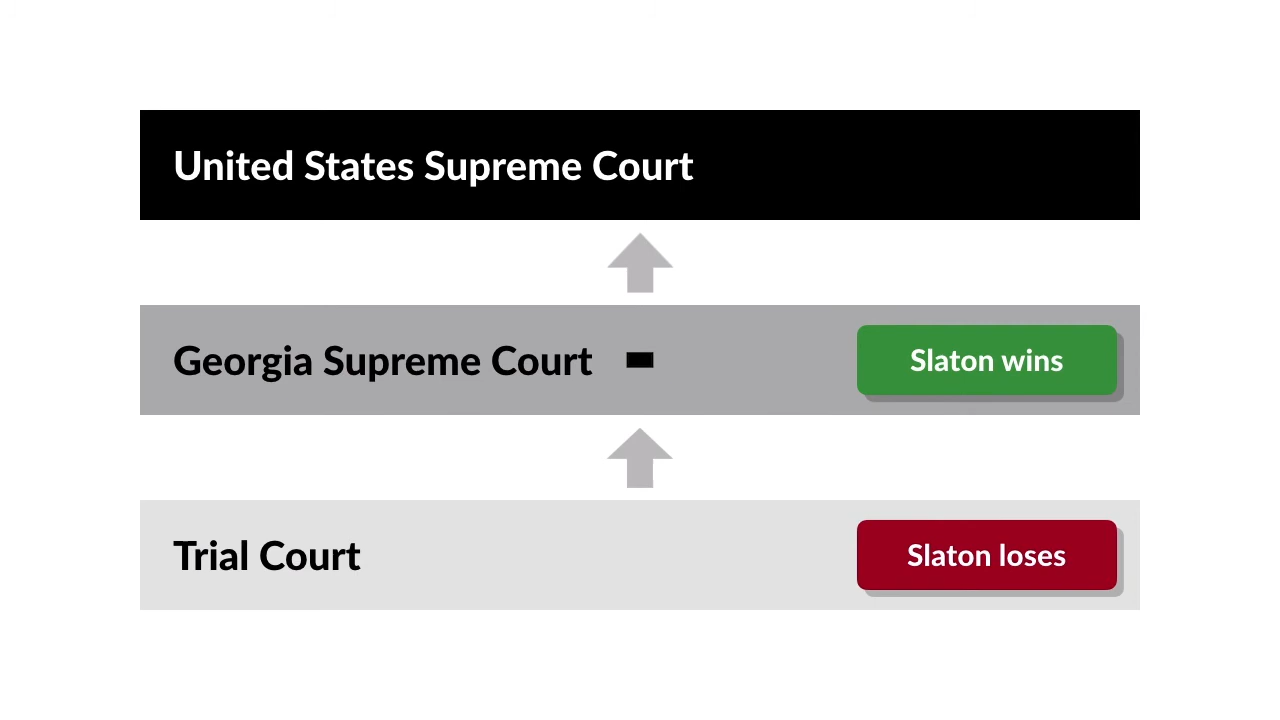 United States Supreme Court
Georgia Supreme Court
Slaton wins
Trial Court
Slaton loses